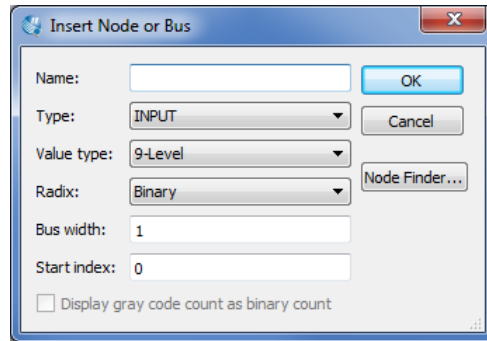 Insert Node or Bus
Name:
OK
Type: INPUT
Cancel
Value type: 9-Level
Node Finder...
Radix: Binary
Bus width: 1
Start index: 0
Display gray code count as binary count